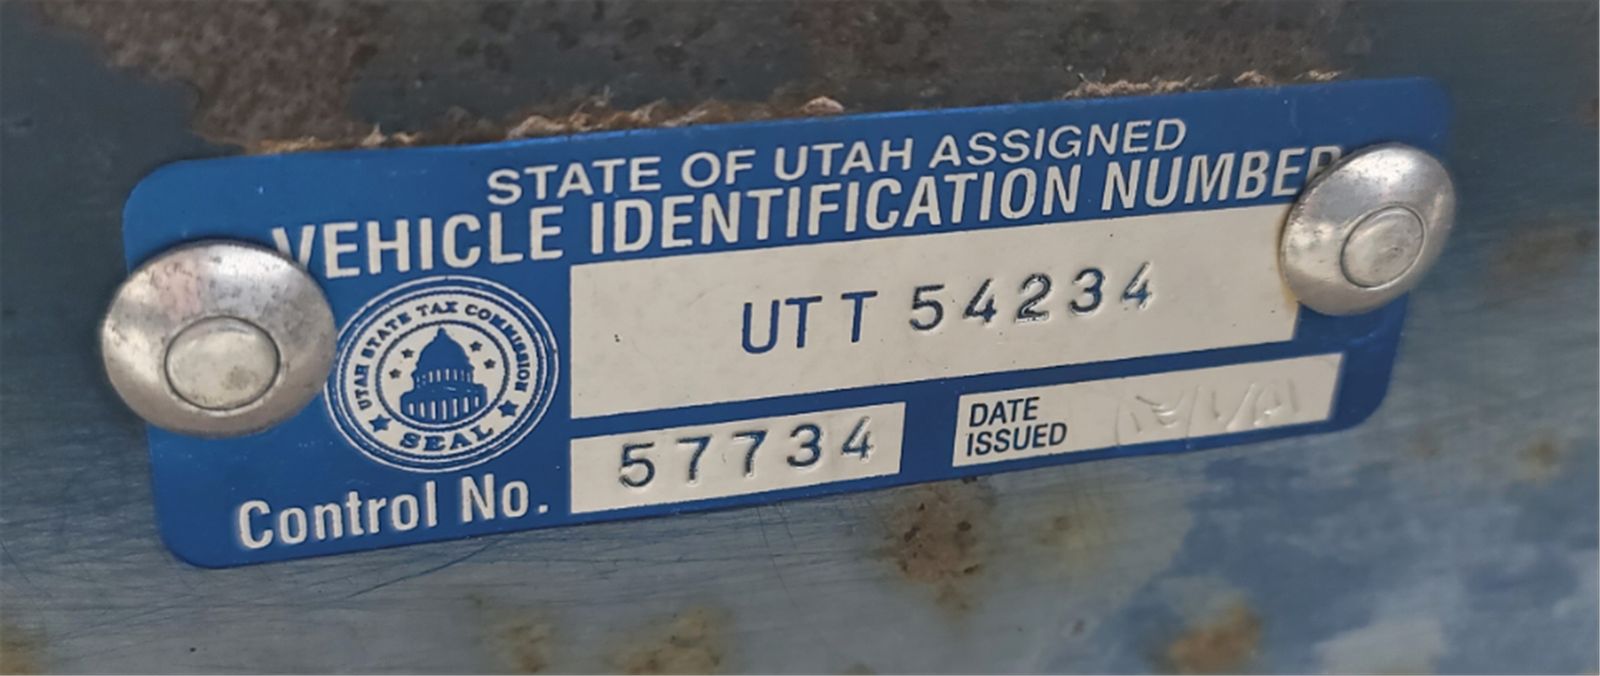 STATE OF UTAH ASSIGNED
VEHICLE IDENTIFICATION NUMBER
UTT 54234
UTAH STATE TAX COMMISSION
SEAL
Control No. 57734
DATE
ISSUED